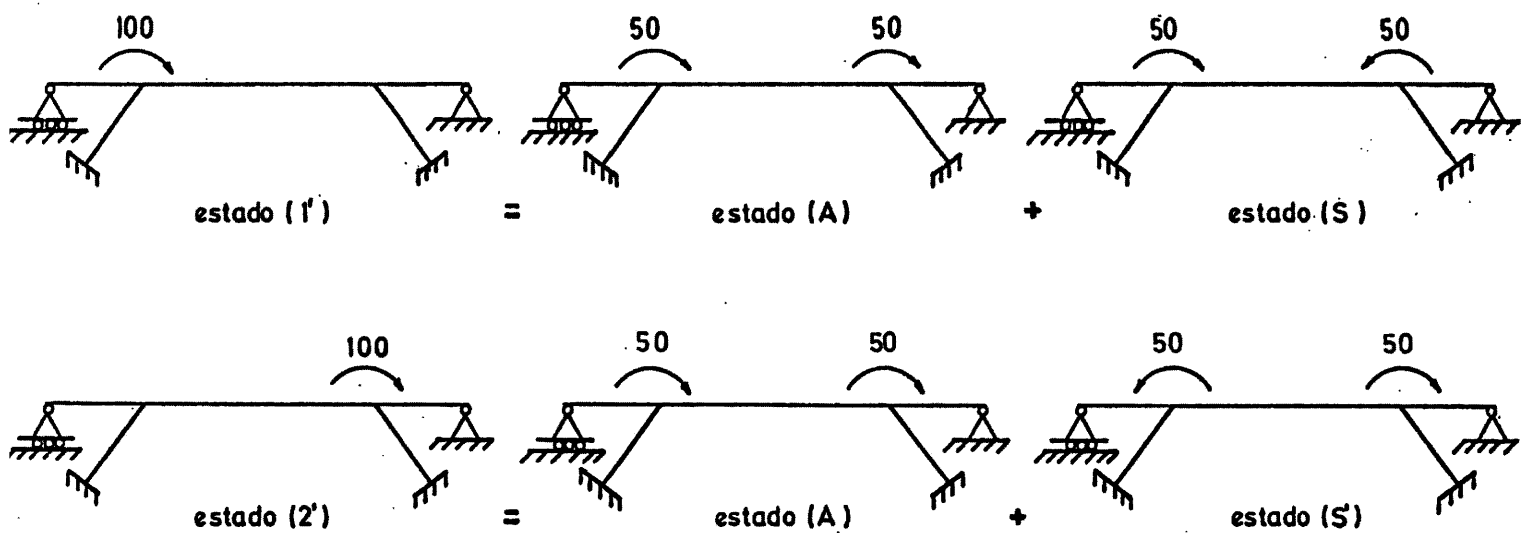 100 50 50 50 50
estado (1') = estado (A) + estado (S)
100 50 50 50 50
estado (2') = estado (A) + estado (S')